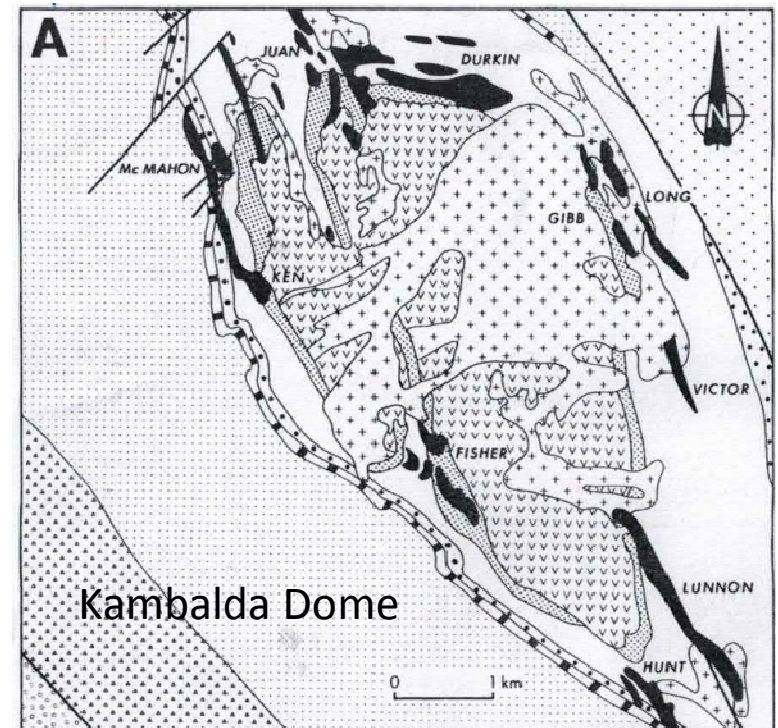 A
JUAN
DURKIN
N
Mc MAHON
LONG
GIBB
KEN
VICTOR
FISHER
Kambalda Dome
LUNNON
HUNT
0 1 km